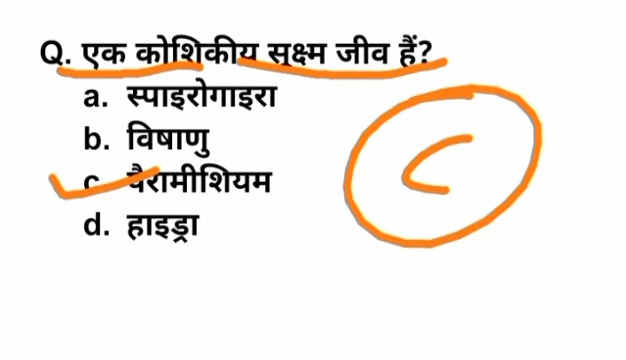 Q. एक कोशिकीय सूक्ष्म जीव हैं?
a. स्पाइरोगाइरा
b. विषाणु
c. पैरामीशियम
d. हाइड्रा
C